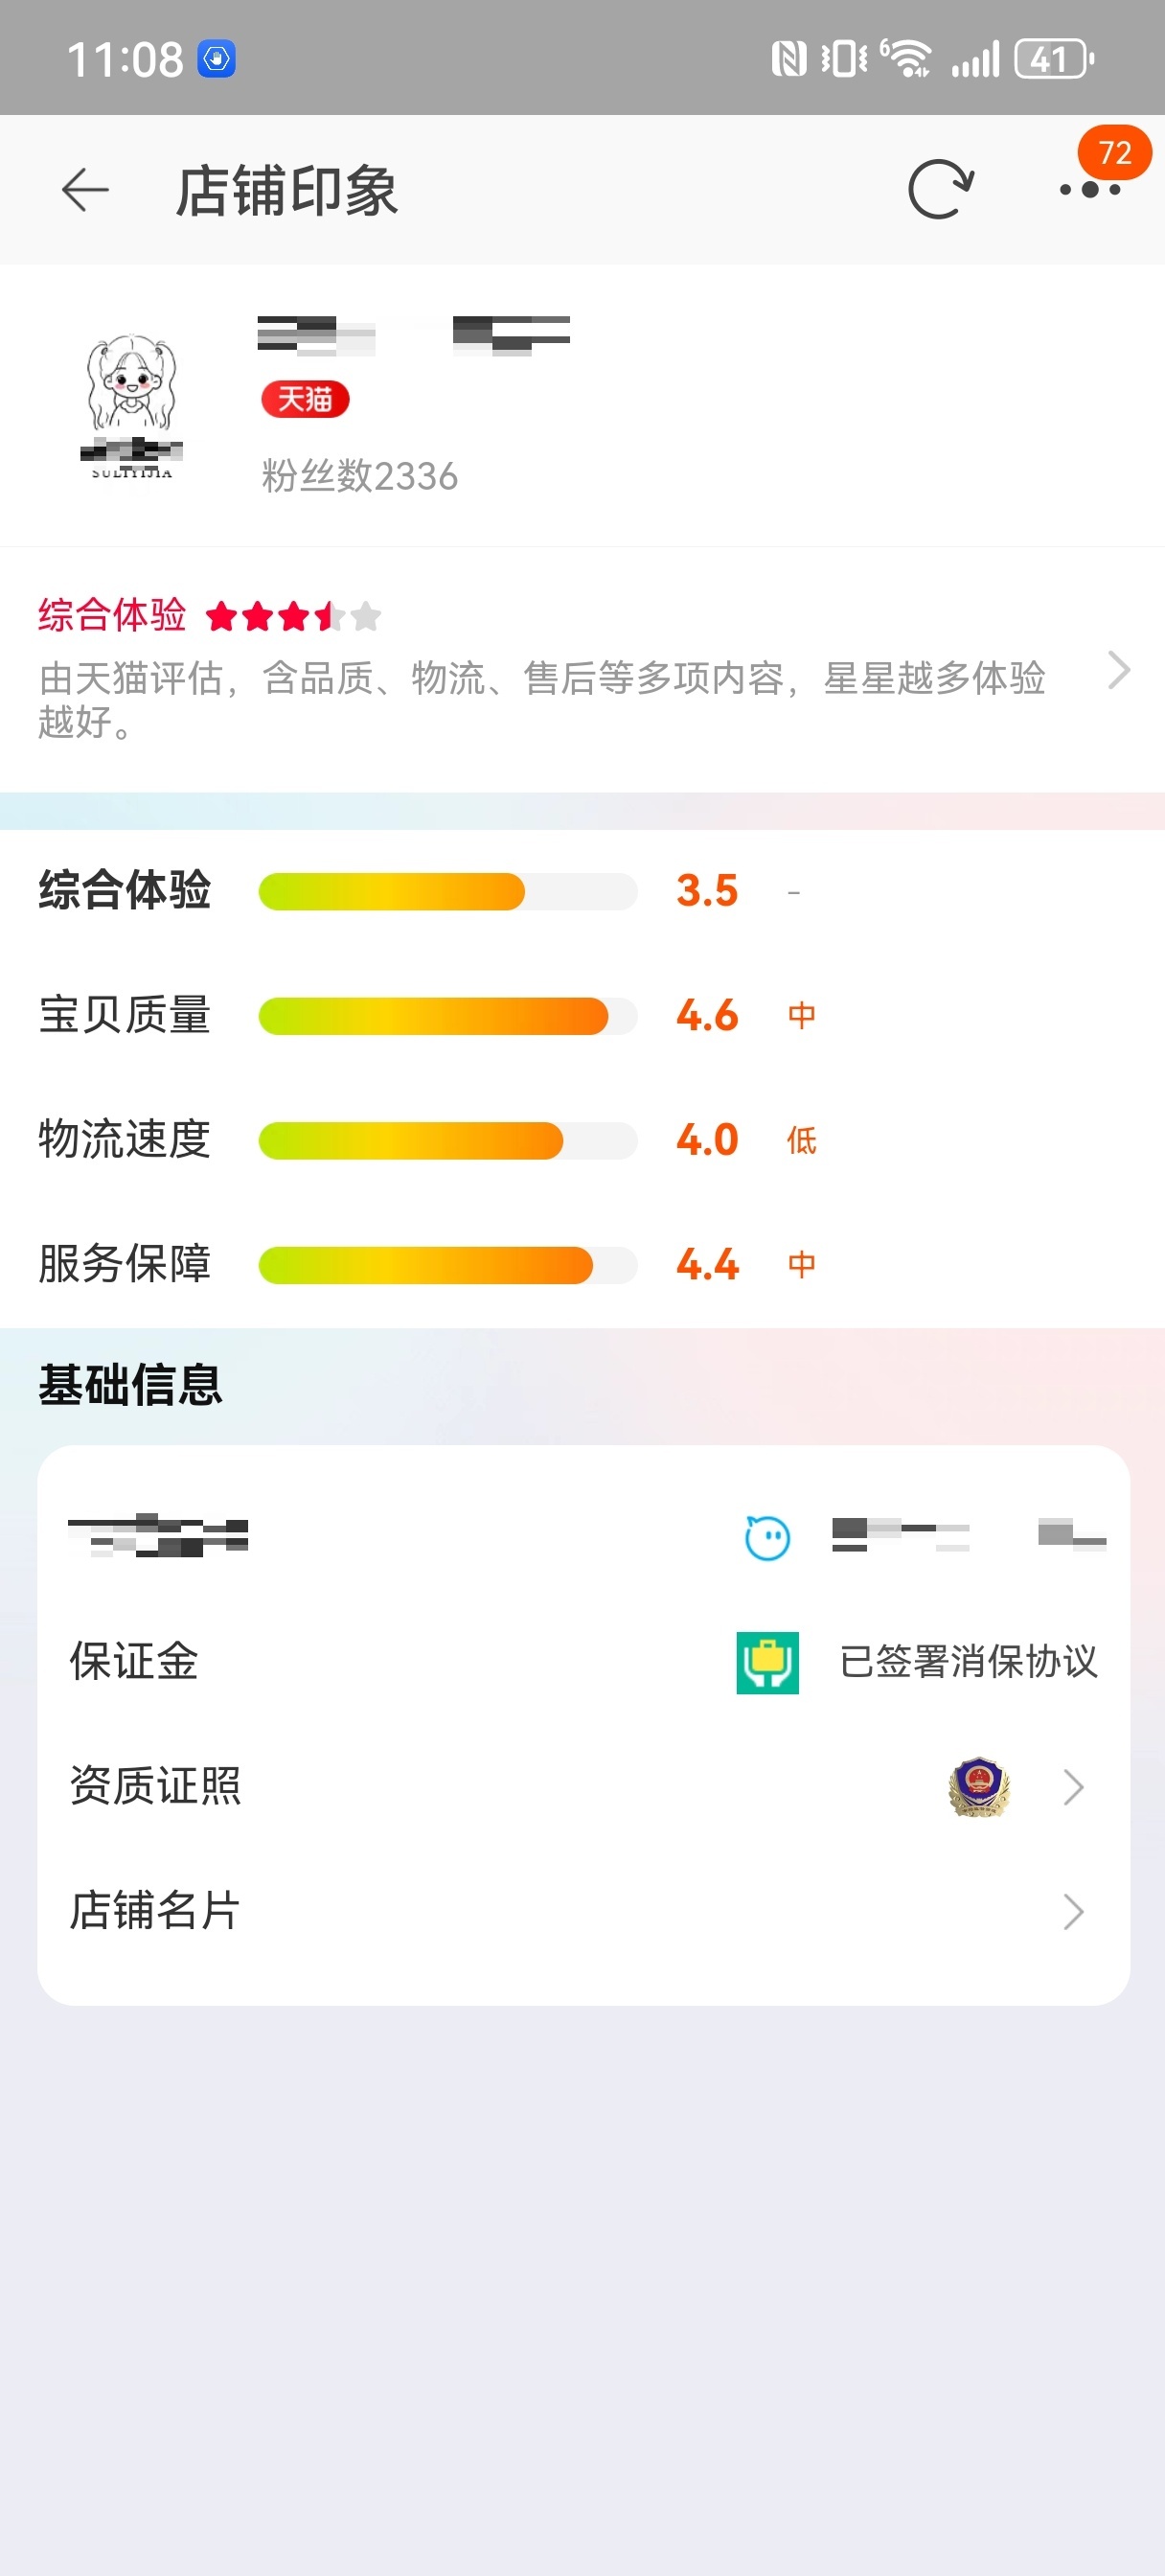 11:08
6
41
店铺印象
72
天猫
SULIYIJIA
粉丝数2336
综合体验
由天猫评估，含品质、物流、售后等多项内容，星星越多体验
越好。
综合体验 3.5 -
宝贝质量 4.6 中
物流速度 4.0 低
服务保障 4.4 中
基础信息
保证金 已签署消保协议
资质证照
店铺名片